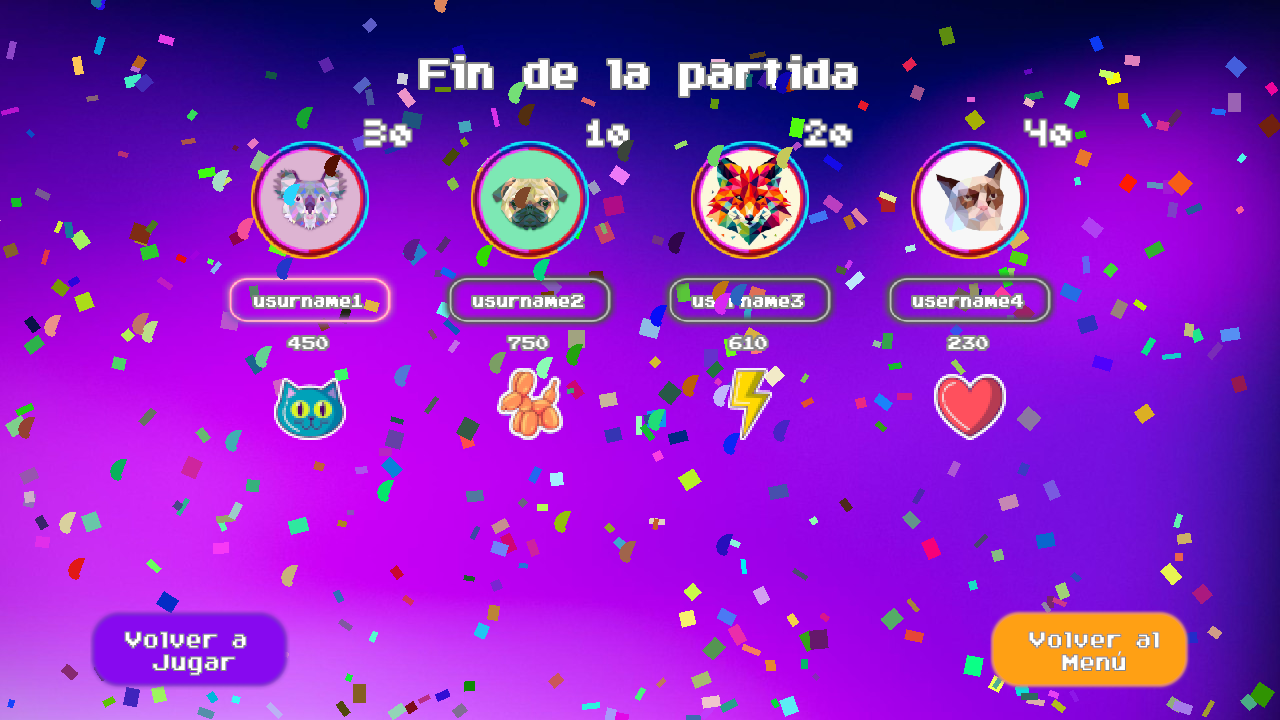 Fin de la partida
3º 1º 2º 4º
usurname1 usurname2 username4
450 750 610 230
Volver a
Jugar
Volver al
Menú